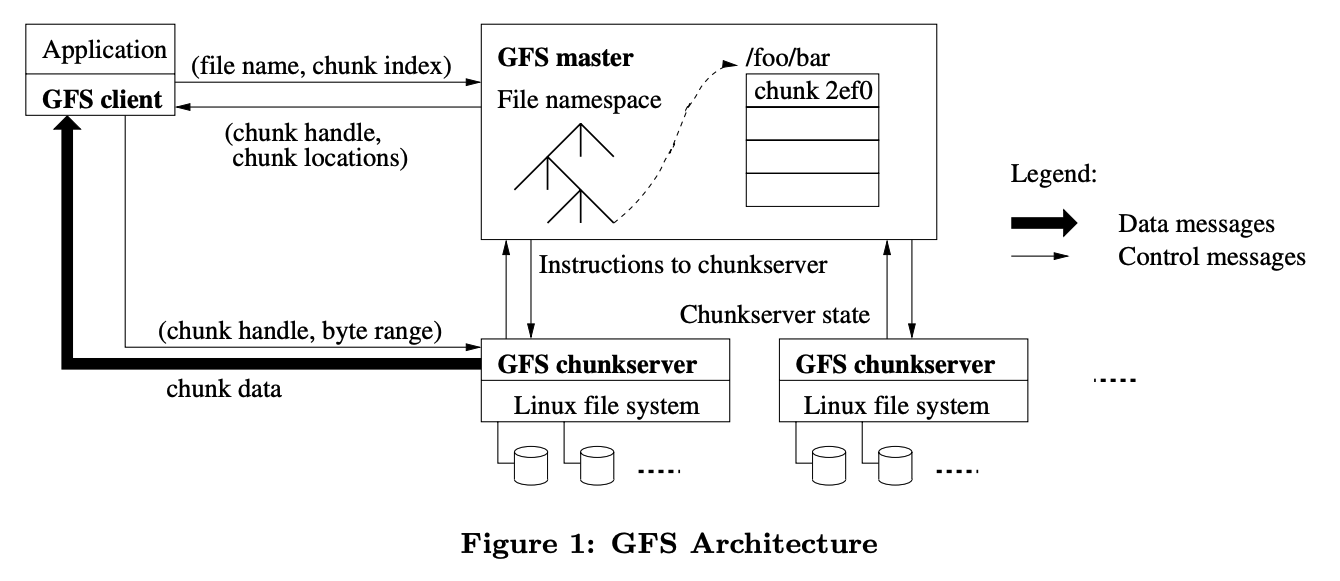 Application
GFS client
(file name, chunk index)
(chunk handle,
chunk locations)
GFS master
File namespace
/foo/bar
chunk 2ef0
Legend:
Data messages
Control messages
Instructions to chunkserver
Chunkserver state
(chunk handle, byte range)
chunk data
GFS chunkserver
Linux file system
GFS chunkserver
Linux file system
Figure 1: GFS Architecture